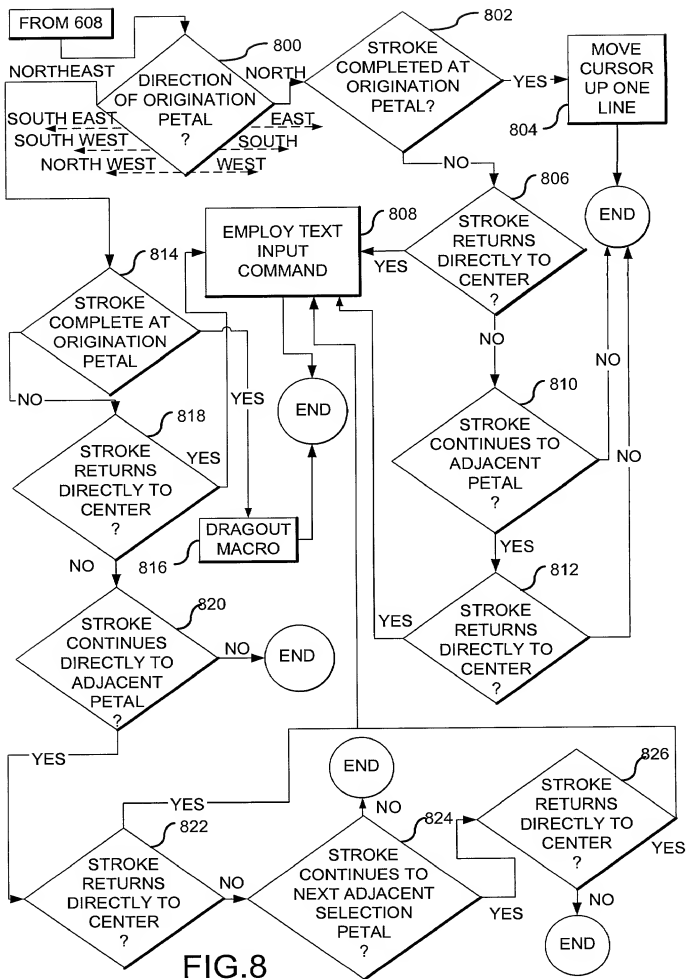 FROM 608
800
DIRECTION
OF ORIGINATION
PETAL
?
NORTHEAST
NORTH
SOUTH EAST
SOUTH WEST
NORTH WEST
EAST
SOUTH
WEST
802
STROKE
COMPLETED AT
ORIGINATION
PETAL?
YES
NO
MOVE
CURSOR
UP ONE
LINE
804
END
806
STROKE
RETURNS
DIRECTLY TO
CENTER
?
YES
NO
808
EMPLOY TEXT
INPUT
COMMAND
END
810
STROKE
CONTINUES TO
ADJACENT
PETAL
?
NO
YES
812
STROKE
RETURNS
DIRECTLY TO
CENTER
?
YES
NO
814
STROKE
COMPLETE AT
ORIGINATION
PETAL
NO
YES
818
STROKE
RETURNS
DIRECTLY TO
CENTER
?
YES
NO
DRAGOUT
MACRO
816
820
STROKE
CONTINUES
DIRECTLY TO
ADJACENT
PETAL
?
NO
END
YES
822
STROKE
RETURNS
DIRECTLY TO
CENTER
?
YES
NO
824
STROKE
CONTINUES TO
NEXT ADJACENT
SELECTION
PETAL
?
NO
END
YES
826
STROKE
RETURNS
DIRECTLY TO
CENTER
?
YES
NO
END
FIG.8